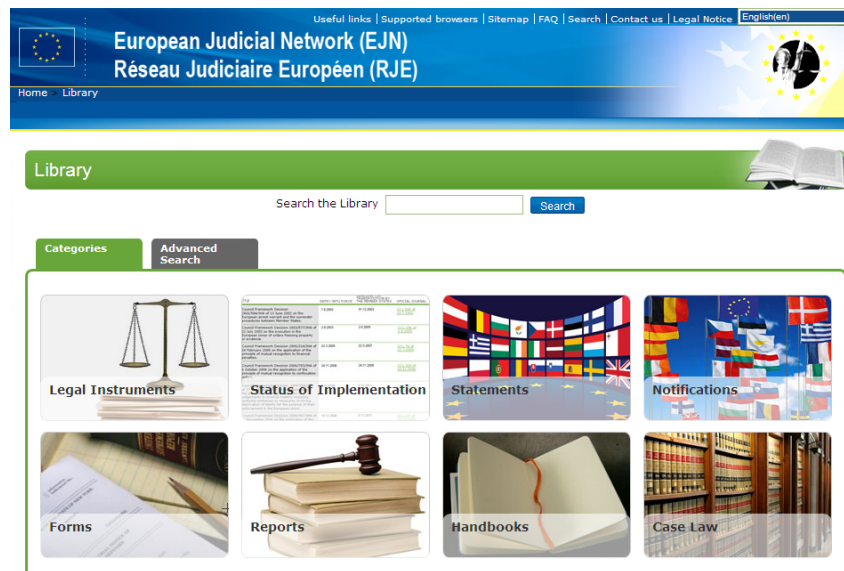 Useful links | Supported browsers | Sitemap | FAQ | Search | Contact us | Legal Notice English(en)
European Judicial Network (EJN)
Réseau Judiciaire Européen (RJE)
Home > Library
Library
Search the Library Search
Categories
Advanced
Search
Legal Instruments
Status of Implementation
Statements
Notifications
Forms
Reports
Handbooks
Case Law